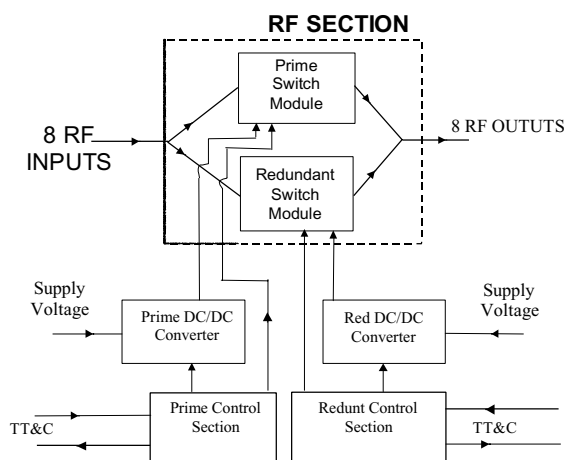 RF SECTION
Prime
Switch
Module
8 RF
INPUTS
8 RF OUTUTS
Redundant
Switch
Module
Supply
Voltage
Prime DC/DC
Converter
Red DC/DC
Converter
Supply
Voltage
TT&C
Prime Control
Section
Redunt Control
Section
TT&C